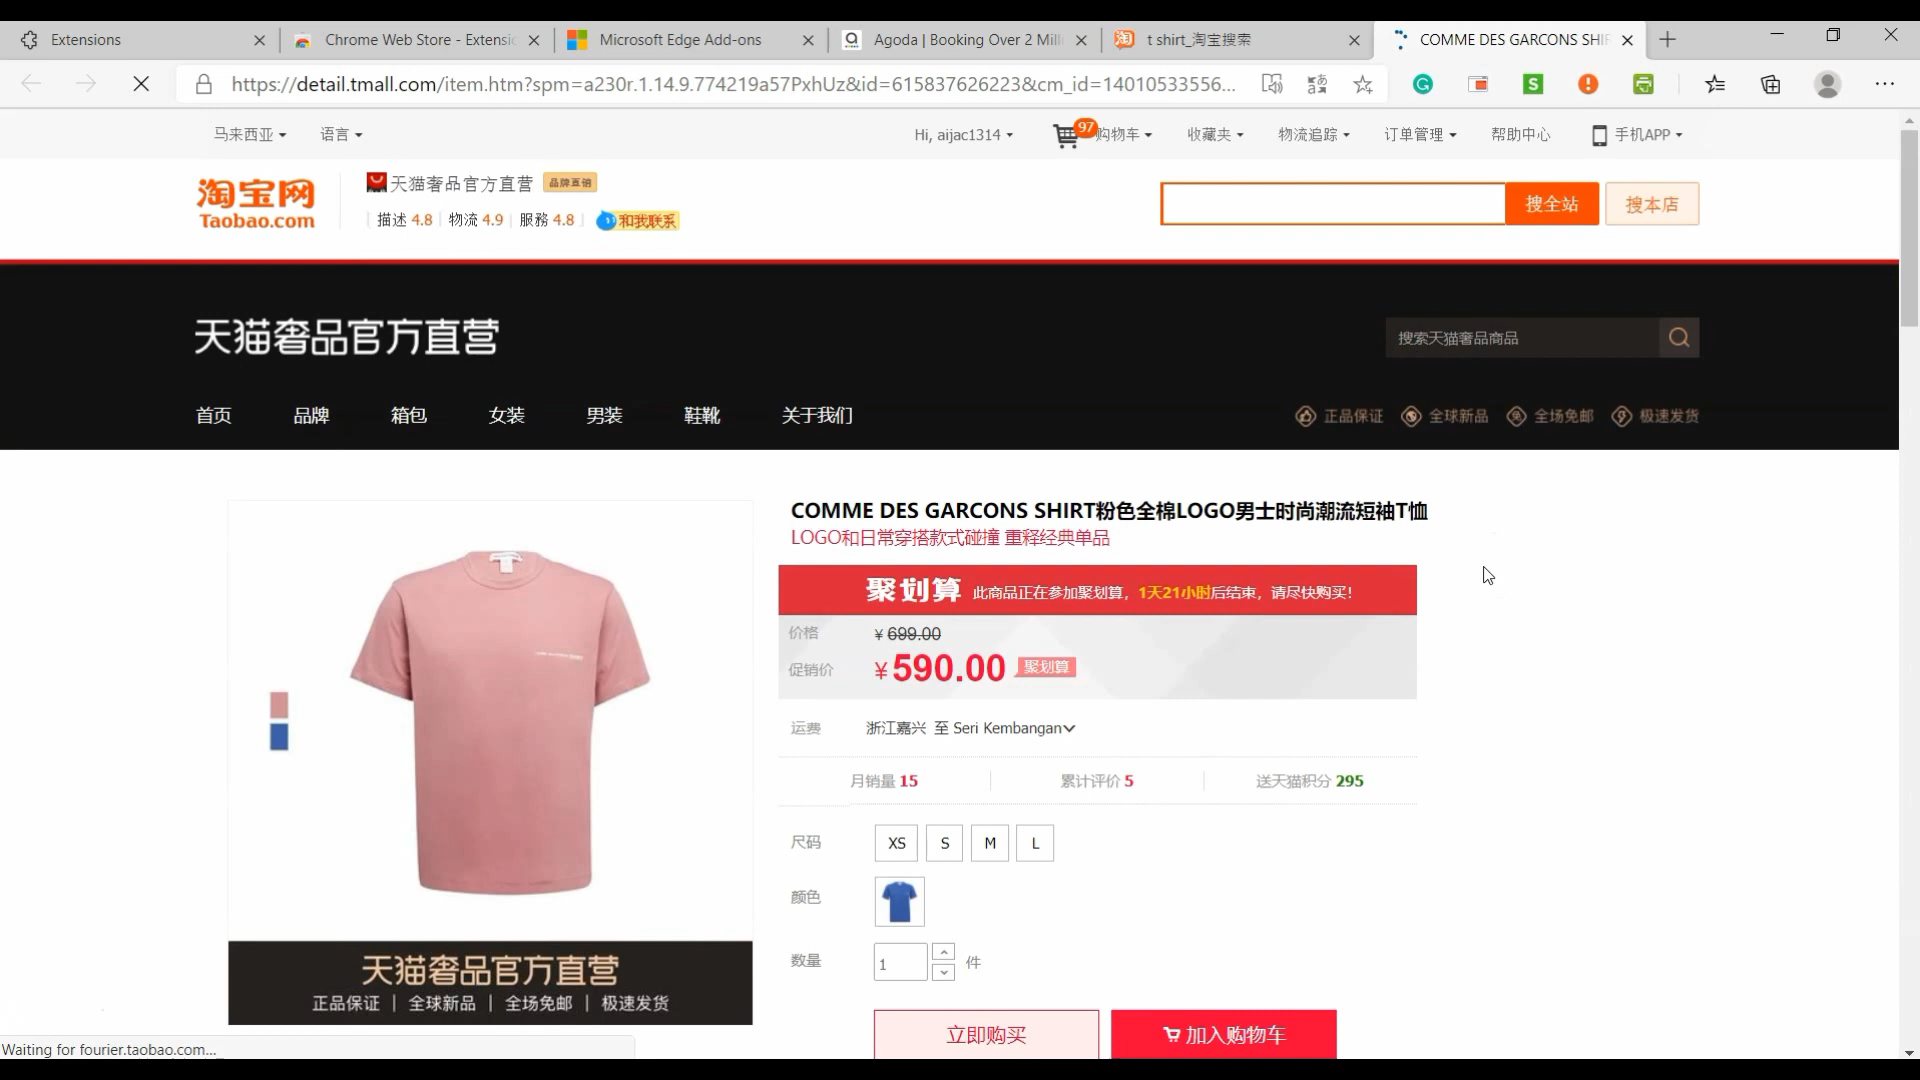 Extensions
Chrome Web Store - Extensic
Microsoft Edge Add-ons
Agoda | Booking Over 2 Mill
t shirt_淘宝搜索
COMME DES GARCONS SHIR
https://detail.tmall.com/item.htm?spm=a230r.1.14.9.774219a57PxhUz&id=615837626223&cm_id=14010533556...
马来西亚 语言 Hi, aijac1314 97 购物车 收藏夹 物流追踪 订单管理 帮助中心 手机APP
淘宝网
Taobao.com
天猫奢品官方直营 品牌直销
描述 4.8 物流 4.9 服務 4.8 和我联系
搜全站 搜本店
天猫奢品官方直营
搜索天猫奢品商品
首页 品牌 箱包 女装 男装 鞋靴 关于我们
正品保证 全球新品 全场免邮 极速发货
COMME DES GARCONS SHIRT粉色全棉LOGO男士时尚潮流短袖T恤
LOGO和日常穿搭款式碰撞 重释经典单品
聚划算 此商品正在参加聚划算，1天21小时后结束，请尽快购买！
价格 ¥ 699.00
促销价 ¥ 590.00 聚划算
运费 浙江嘉兴 至 Seri Kembangan
月销量 15 累计评价 5 送天猫积分 295
尺码 XS S M L
颜色
数量 1 件
立即购买 加入购物车
天猫奢品官方直营
正品保证 | 全球新品 | 全场免邮 | 极速发货
Waiting for fourier.taobao.com...